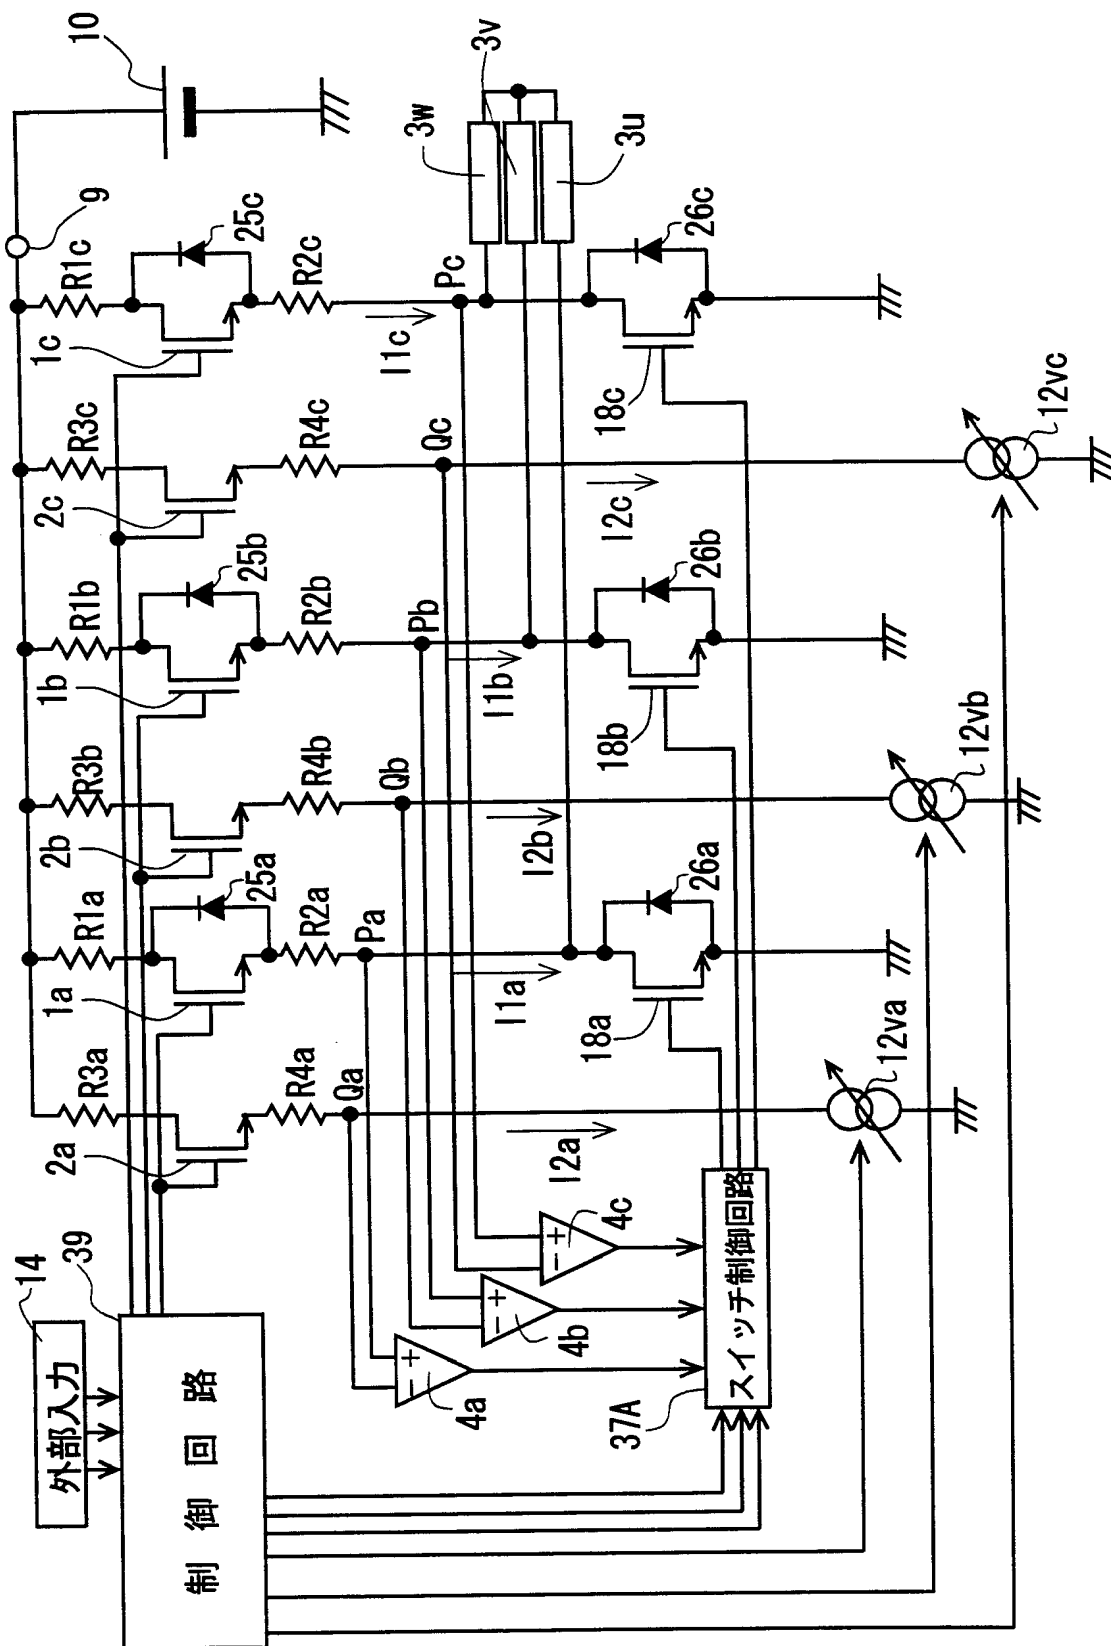 14
外部入力
39
制御回路
10
9
R3a
R1a
R3b
R1b
R3c
R1c
2a
1a
2b
1b
2c
1c
25a
25b
25c
R4a
R2a
R4b
R2b
R4c
R2c
Qa
Pa
Qb
Pb
Qc
Pc
I2a
I1a
I2b
I1b
I2c
I1c
3w
3v
3u
4a
4b
4c
- +
- +
- +
37A
スイッチ制御回路
18a
18b
18c
26a
26b
26c
12va
12vb
12vc